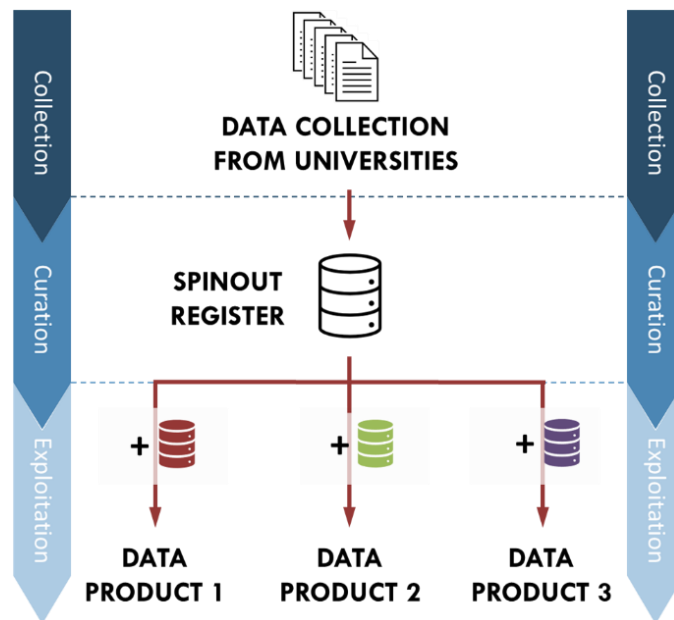 Collection
Collection
DATA COLLECTION
FROM UNIVERSITIES
Curation
Curation
SPINOUT
REGISTER
Exploitation
Exploitation
+
+
+
DATA
PRODUCT 1
DATA
PRODUCT 2
DATA
PRODUCT 3